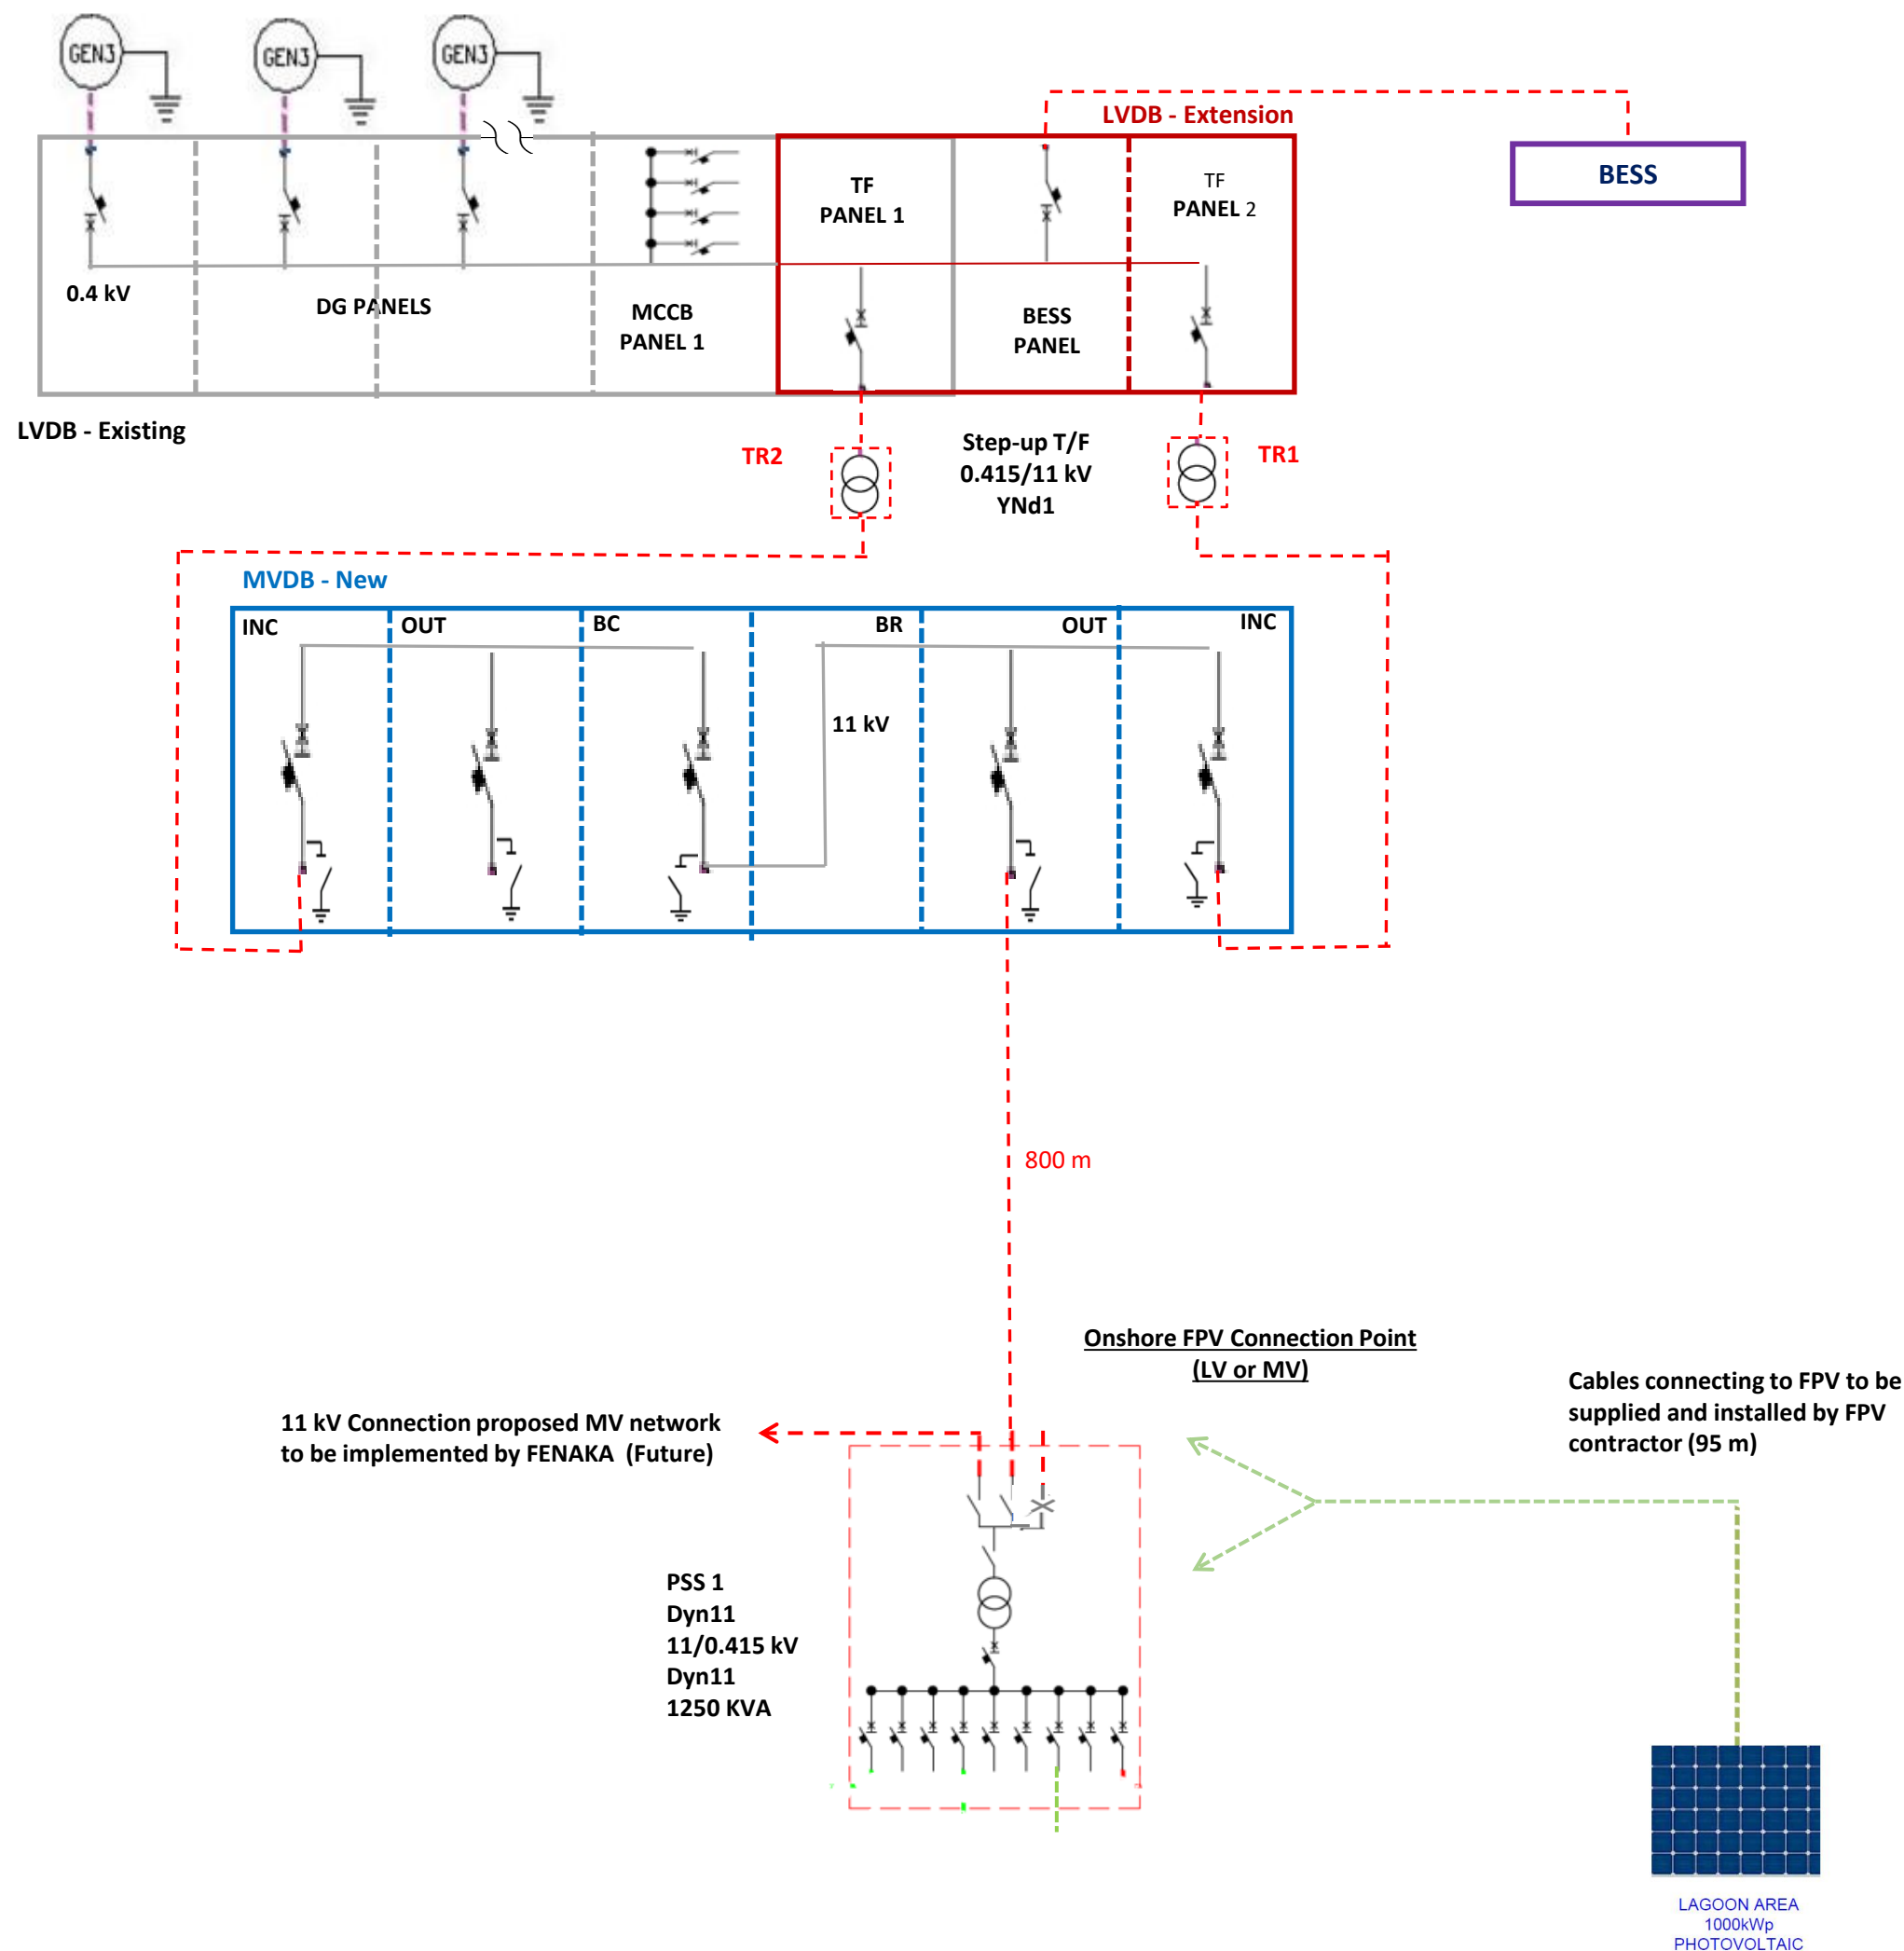 GEN3
GEN3
GEN3
LVDB - Extension
BESS
TF
PANEL 1
TF
PANEL 2
0.4 kV
DG PANELS
MCCB
PANEL 1
BESS
PANEL
LVDB - Existing
TR2
Step-up T/F
0.415/11 kV
YNd1
TR1
MVDB - New
INC
OUT
BC
BR
OUT
INC
11 kV
800 m
Onshore FPV Connection Point
(LV or MV)
Cables connecting to FPV to be
supplied and installed by FPV
contractor (95 m)
11 kV Connection proposed MV network
to be implemented by FENAKA (Future)
PSS 1
Dyn11
11/0.415 kV
Dyn11
1250 KVA
LAGOON AREA
1000kWp
PHOTOVOLTAIC